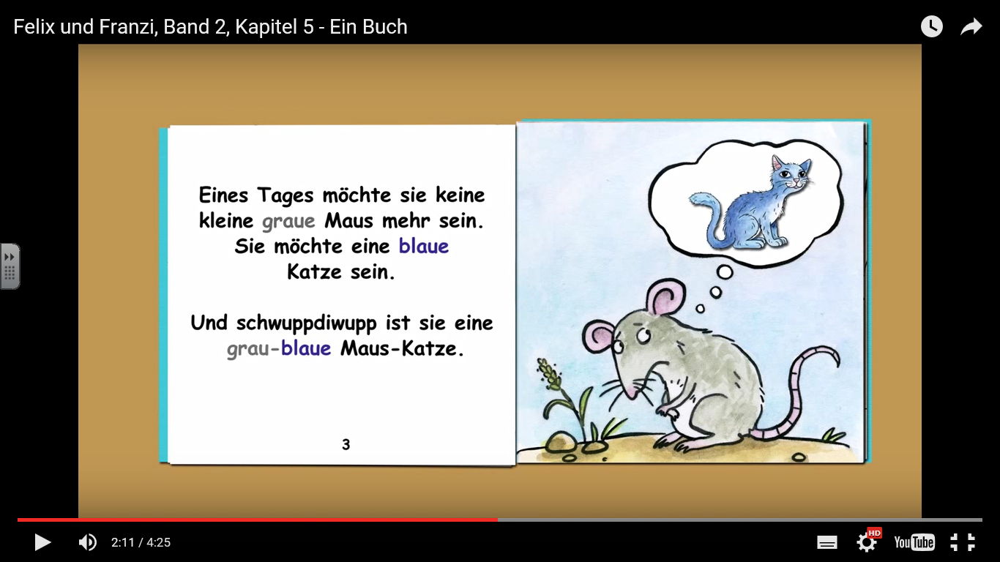 Felix und Franzi, Band 2, Kapitel 5 - Ein Buch
Eines Tages möchte sie keine
kleine graue Maus mehr sein.
Sie möchte eine blaue
Katze sein.
Und schwuppdiwupp ist sie eine
grau-blaue Maus-Katze.
3
2:11 / 4:25
HD
YouTube